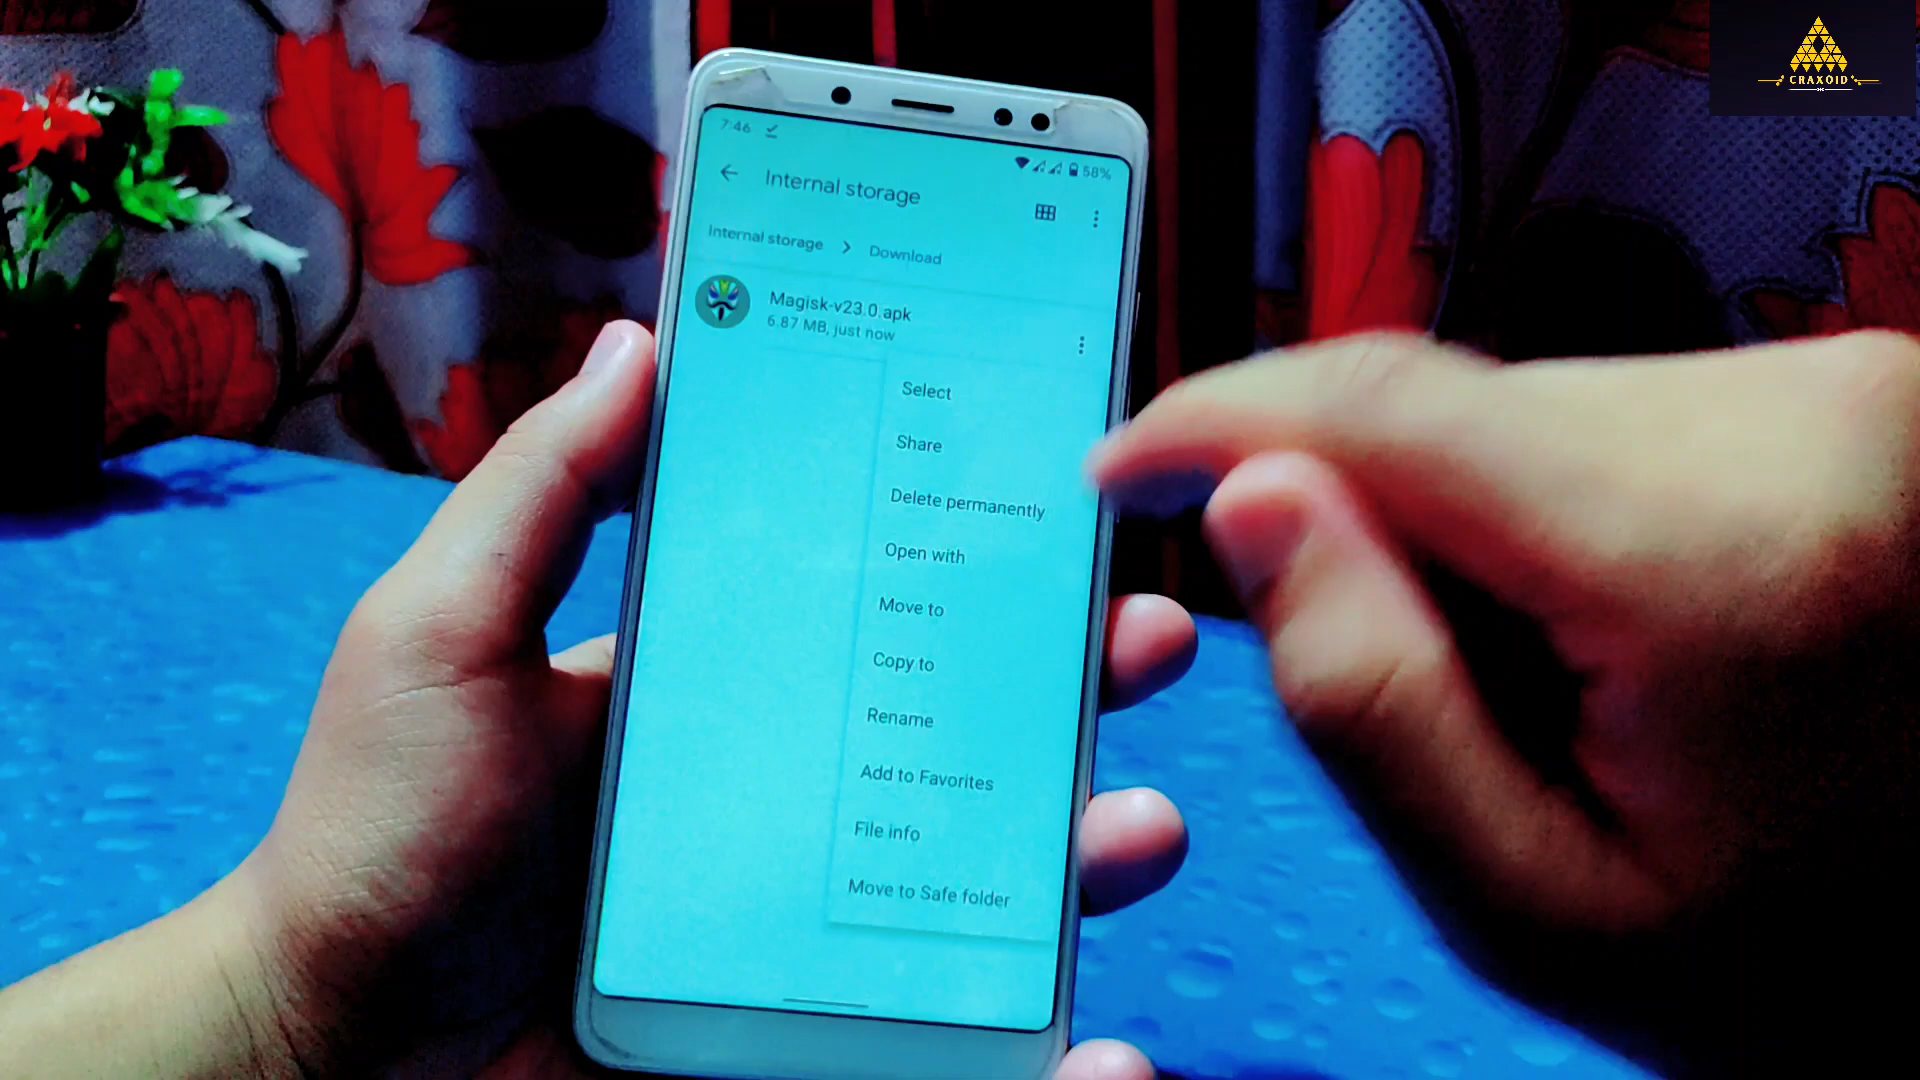 CRAXOID
7:46
58%
Internal storage
Internal storage > Download
Magisk-v23.0.apk
6.87 MB, just now
Select
Share
Delete permanently
Open with
Move to
Copy to
Rename
Add to Favorites
File info
Move to Safe folder